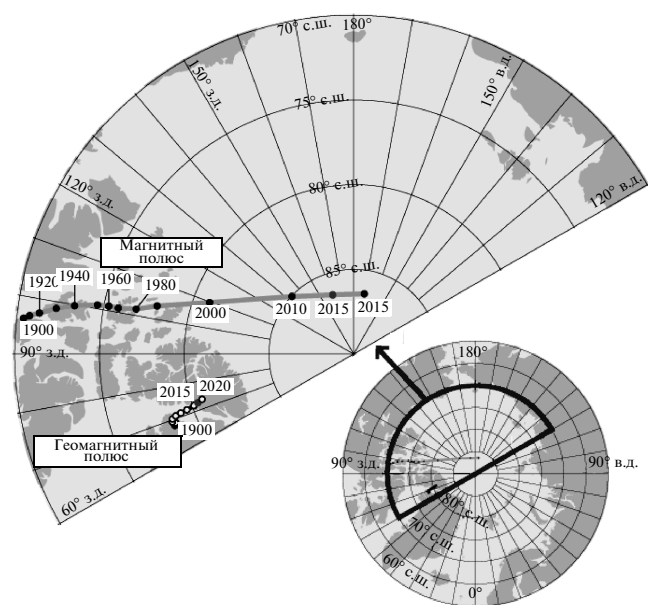 70° с.ш.
180°
150° з.д.
75° с.ш.
150° в.д.
80° с.ш.
120° з.д.
120° в.д.
Магнитный
полюс
85° с.ш.
1920
1940
1960
1980
1900
2000
2010
2015
2015
90° з.д.
2015
2020
1900
Геомагнитный
полюс
60° з.д.
180°
90° з.д.
90° в.д.
80° с.ш.
70° с.ш.
60° с.ш.
0°